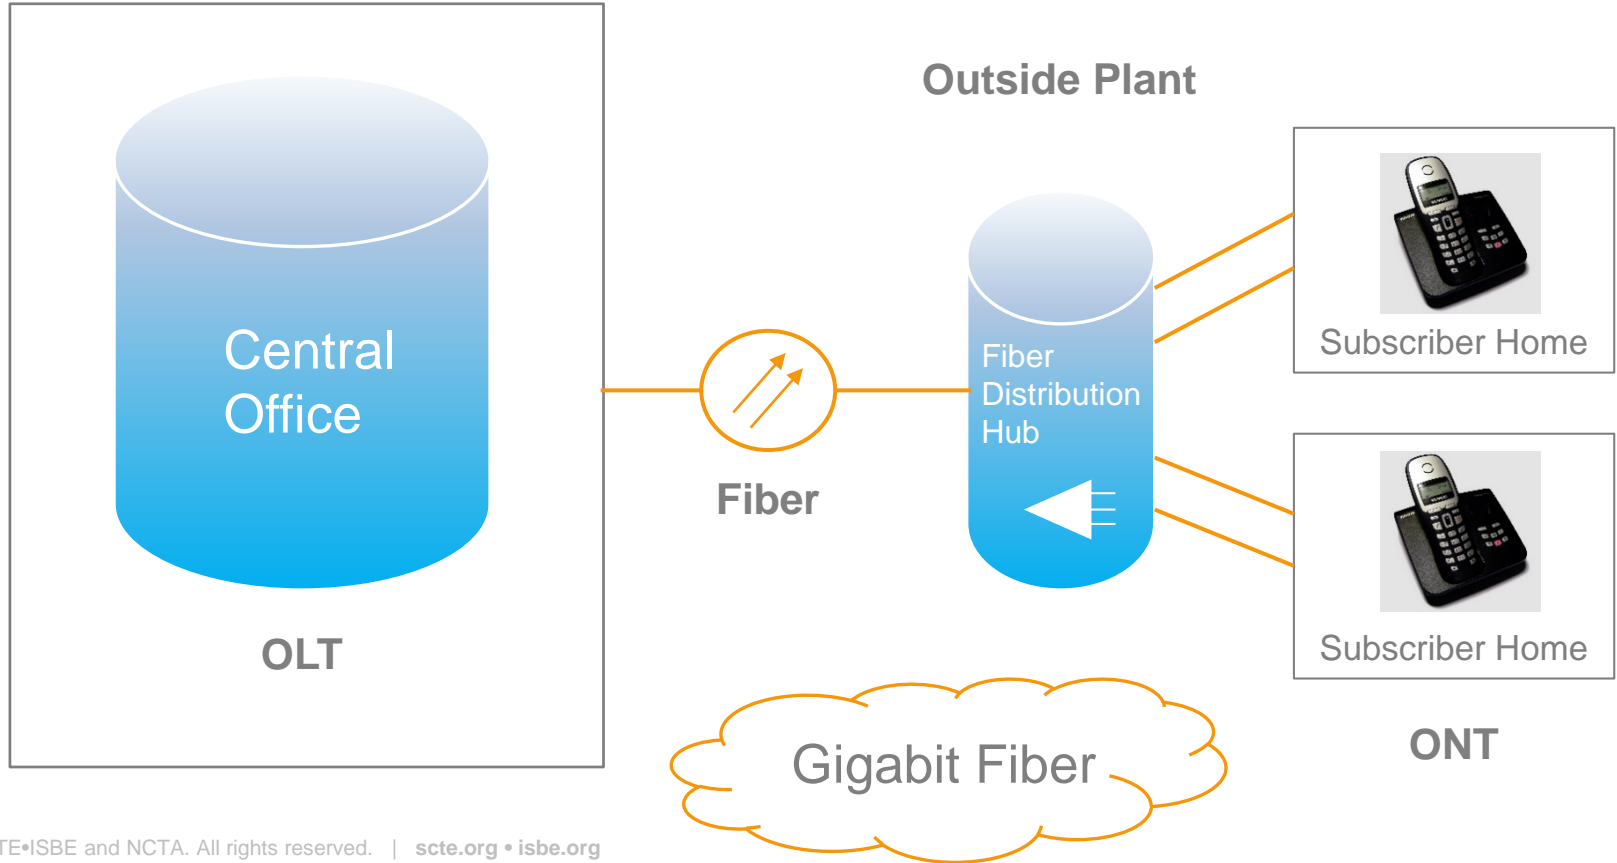 Outside Plant
Central
Office
OLT
Fiber
Fiber
Distribution
Hub
Subscriber Home
Subscriber Home
ONT
Gigabit Fiber
TE•ISBE and NCTA. All rights reserved. | scte.org • isbe.org